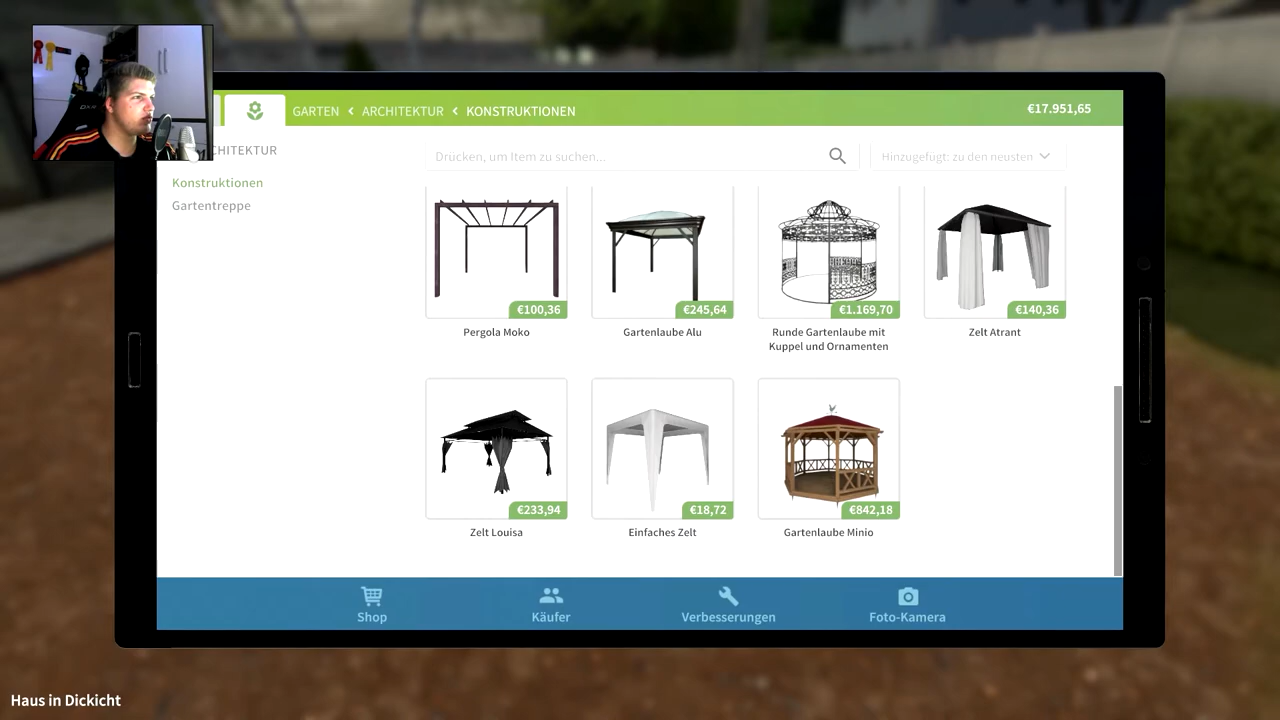 GARTEN < ARCHITEKTUR < KONSTRUKTIONEN
€17.951,65
CHITEKTUR
Konstruktionen
Gartentreppe
Drücken, um Item zu suchen...
Hinzugefügt: zu den neusten
€100,36
€245,64
€1.169,70
€140,36
Pergola Moko
Gartenlaube Alu
Runde Gartenlaube mit
Kuppel und Ornamenten
Zelt Atrant
€233,94
€18,72
€842,18
Zelt Louisa
Einfaches Zelt
Gartenlaube Minio
Shop
Käufer
Verbesserungen
Foto-Kamera
Haus in Dickicht